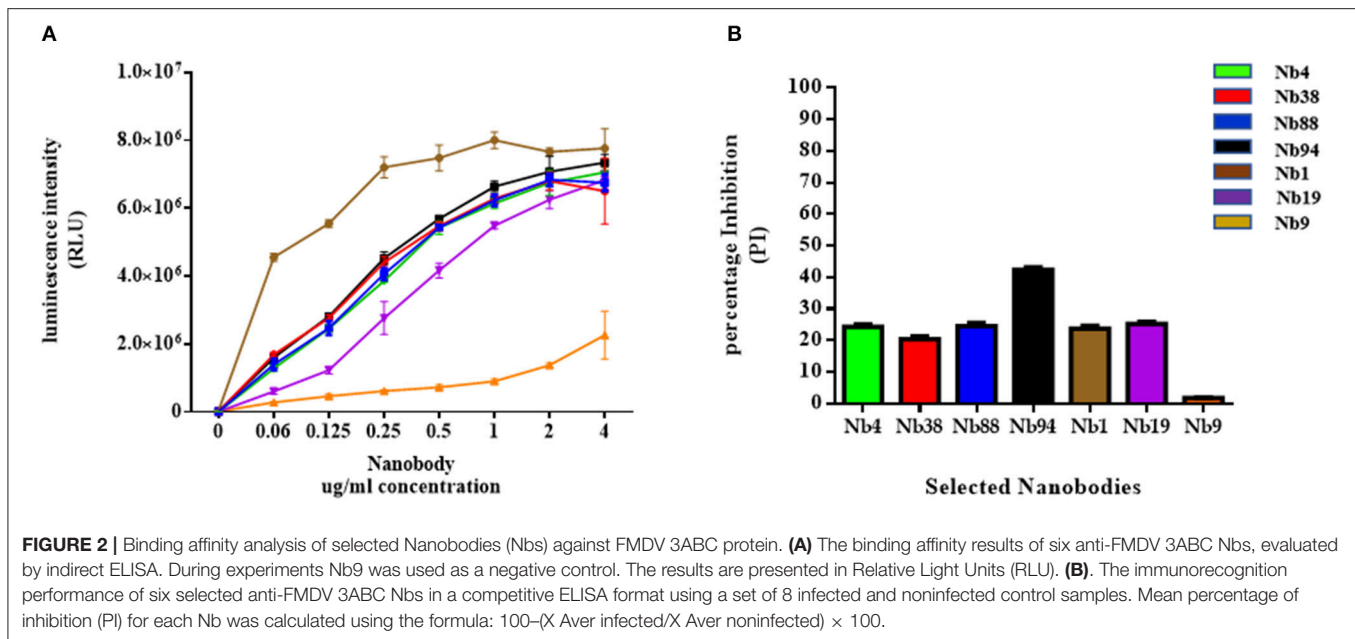 A
1.0×10⁷
8.0×10⁶
6.0×10⁶
4.0×10⁶
2.0×10⁶
0
luminescence intensity
(RLU)
0 0.06 0.125 0.25 0.5 1 2 4
Nanobody
ug/ml concentration
B
100
90
80
70
60
50
40
30
20
10
0
percentage Inhibition
(PI)
Nb4 Nb38 Nb88 Nb94 Nb1 Nb19 Nb9
Selected Nanobodies
Nb4
Nb38
Nb88
Nb94
Nb1
Nb19
Nb9
FIGURE 2 | Binding affinity analysis of selected Nanobodies (Nbs) against FMDV 3ABC protein. (A) The binding affinity results of six anti-FMDV 3ABC Nbs, evaluated
by indirect ELISA. During experiments Nb9 was used as a negative control. The results are presented in Relative Light Units (RLU). (B). The immunorecognition
performance of six selected anti-FMDV 3ABC Nbs in a competitive ELISA format using a set of 8 infected and noninfected control samples. Mean percentage of
inhibition (PI) for each Nb was calculated using the formula: 100–(X Aver infected/X Aver noninfected) × 100.